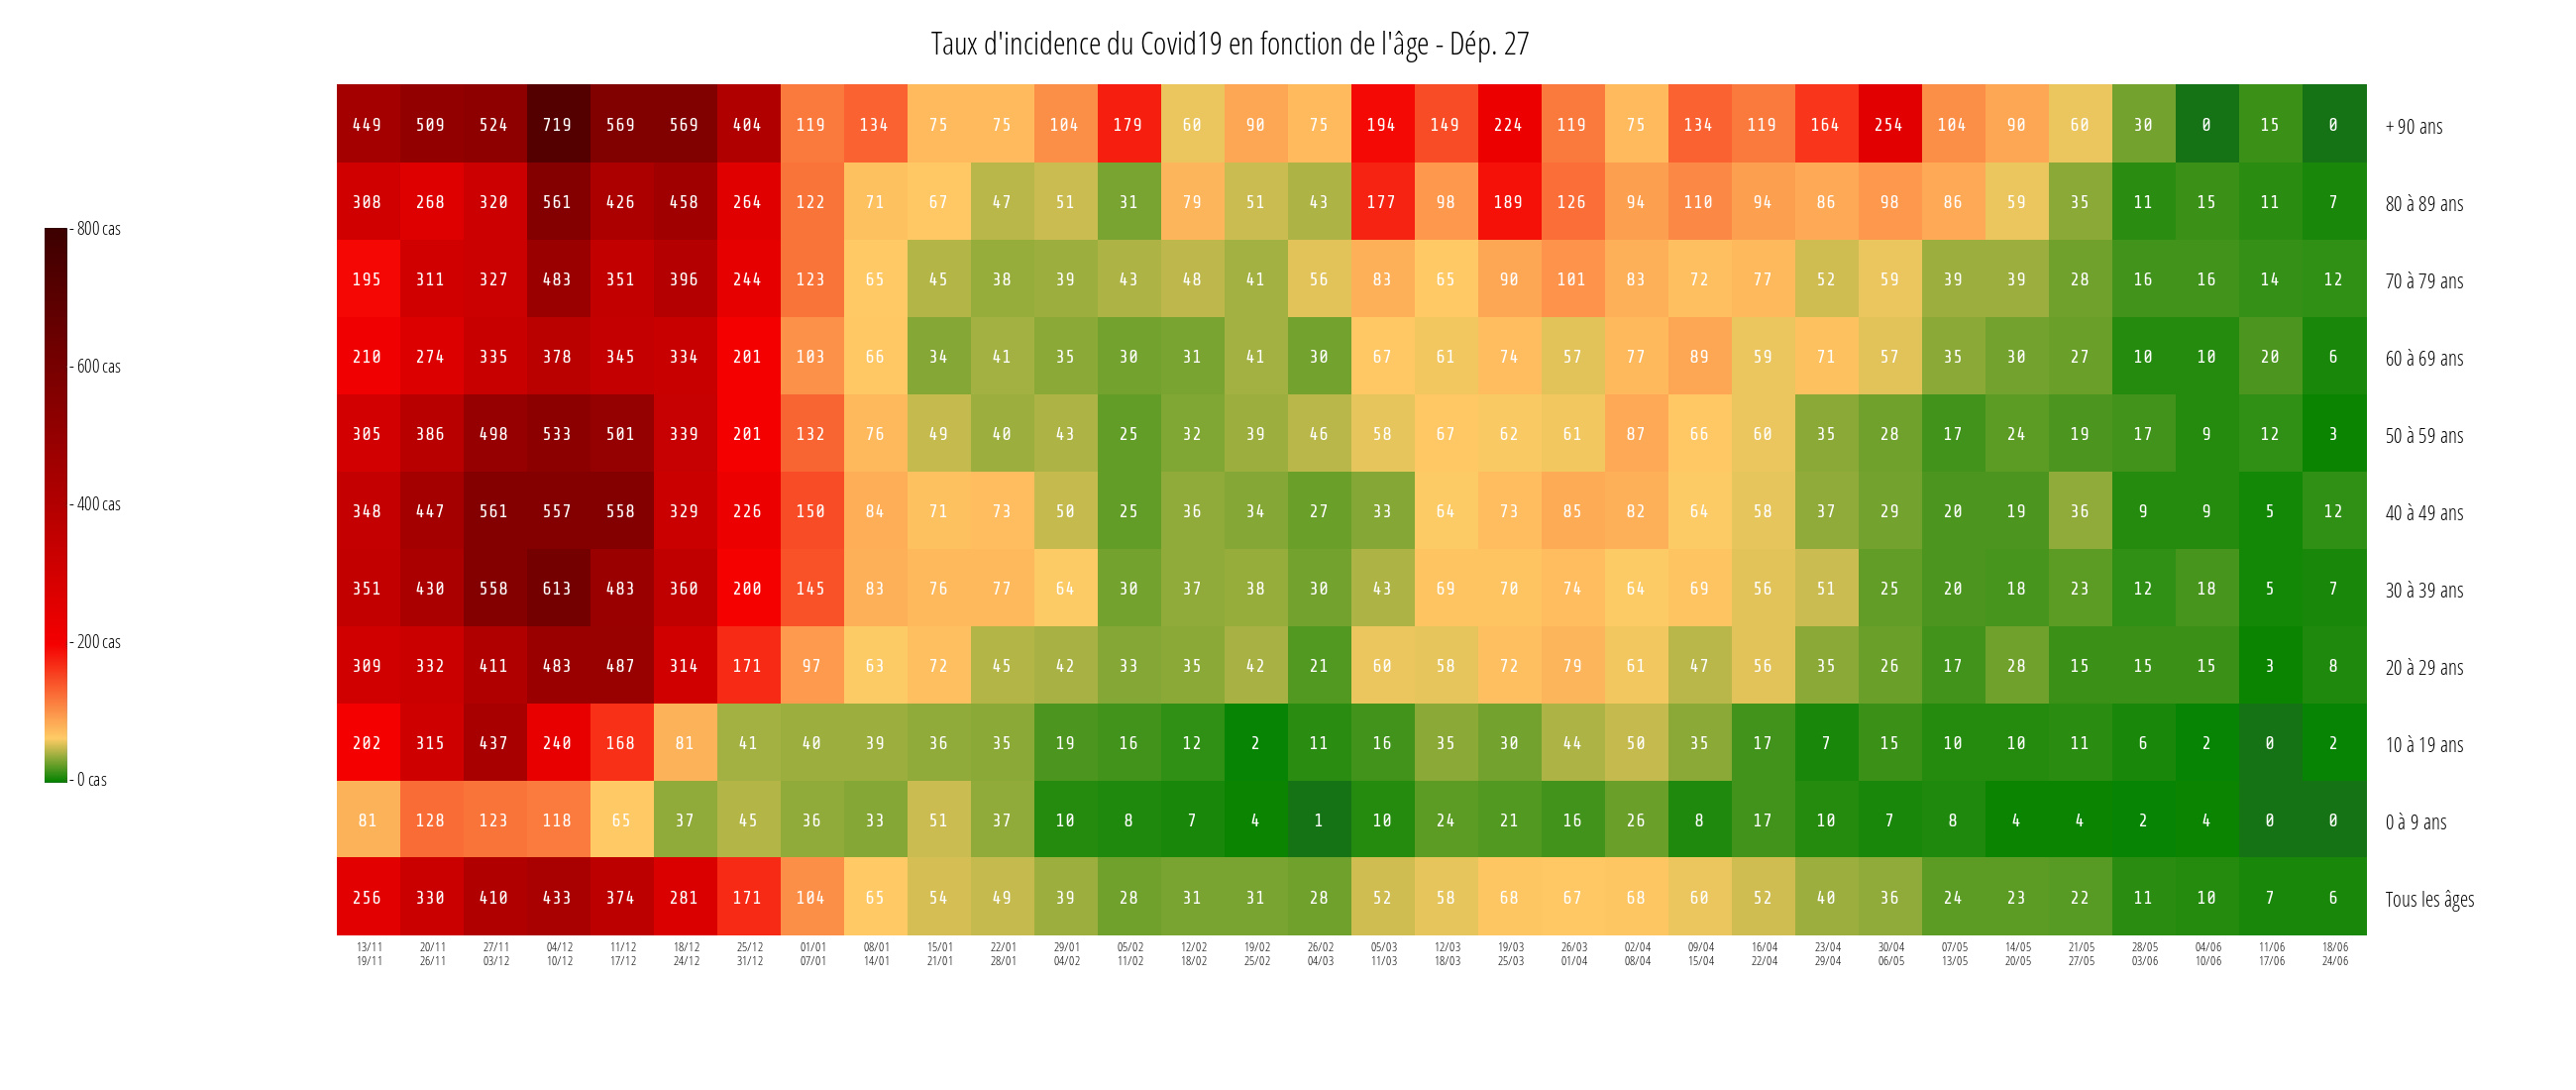 Taux d'incidence du Covid19 en fonction de l'âge - Dép. 27
449 509 524 719 569 569 404 119 134 75 75 104 179 60 90 75 194 149 224 119 75 134 119 164 254 104 90 60 30 0 15 0 + 90 ans
308 268 320 561 426 458 264 122 71 67 47 51 31 79 51 43 177 98 189 126 94 110 94 86 98 86 59 35 11 15 11 7 80 à 89 ans
195 311 327 483 351 396 244 123 65 45 38 39 43 48 41 56 83 65 90 101 83 72 77 52 59 39 39 28 16 16 14 12 70 à 79 ans
210 274 335 378 345 334 201 103 66 34 41 35 30 31 41 30 67 61 74 57 77 89 59 71 57 35 30 27 10 10 20 6 60 à 69 ans
305 386 498 533 501 339 201 132 76 49 40 43 25 32 39 46 58 67 62 61 87 66 60 35 28 17 24 19 17 9 12 3 50 à 59 ans
348 447 561 557 558 329 226 150 84 71 73 50 25 36 34 27 33 64 73 85 82 64 58 37 29 20 19 36 9 9 5 12 40 à 49 ans
351 430 558 613 483 360 200 145 83 76 77 64 30 37 38 30 43 69 70 74 64 69 56 51 25 20 18 23 12 18 5 7 30 à 39 ans
309 332 411 483 487 314 171 97 63 72 45 42 33 35 42 21 60 58 72 79 61 47 56 35 26 17 28 15 15 15 3 8 20 à 29 ans
202 315 437 240 168 81 41 40 39 36 35 19 16 12 2 11 16 35 30 44 50 35 17 7 15 10 10 11 6 2 0 2 10 à 19 ans
81 128 123 118 65 37 45 36 33 51 37 10 8 7 4 1 10 24 21 16 26 8 17 10 7 8 4 4 2 4 0 0 0 à 9 ans
256 330 410 433 374 281 171 104 65 54 49 39 28 31 31 28 52 58 68 67 68 60 52 40 36 24 23 22 11 10 7 6 Tous les âges
13/11 20/11 27/11 04/12 11/12 18/12 25/12 01/01 08/01 15/01 22/01 29/01 05/02 12/02 19/02 26/02 05/03 12/03 19/03 26/03 02/04 09/04 16/04 23/04 30/04 07/05 14/05 21/05 28/05 04/06 11/06 18/06
19/11 26/11 03/12 10/12 17/12 24/12 31/12 07/01 14/01 21/01 28/01 04/02 11/02 18/02 25/02 04/03 11/03 18/03 25/03 01/04 08/04 15/04 22/04 29/04 06/05 13/05 20/05 27/05 03/06 10/06 17/06 24/06
- 800 cas
- 600 cas
- 400 cas
- 200 cas
- 0 cas